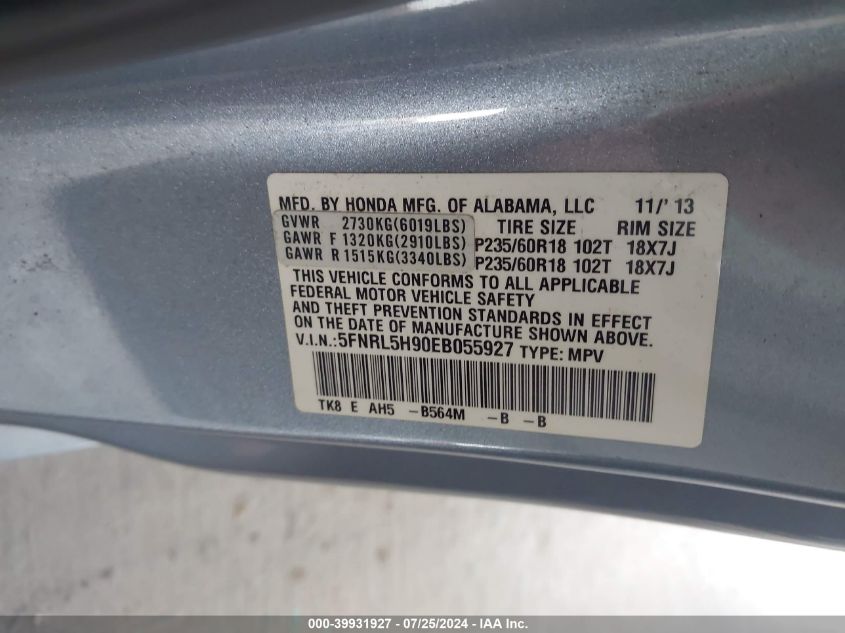 MFD. BY HONDA MFG. OF ALABAMA, LLC 11/' 13
GVWR 2730KG(6019LBS) TIRE SIZE RIM SIZE
GAWR F 1320KG(2910LBS) P235/60R18 102T 18X7J
GAWR R 1515KG(3340LBS) P235/60R18 102T 18X7J
THIS VEHICLE CONFORMS TO ALL APPLICABLE
FEDERAL MOTOR VEHICLE SAFETY
AND THEFT PREVENTION STANDARDS IN EFFECT
ON THE DATE OF MANUFACTURE SHOWN ABOVE.
V.I.N.:5FNRL5H90EB055927 TYPE: MPV
TK8 E AH5 -B564M -B -B
000-39931927 - 07/25/2024 - IAA Inc.